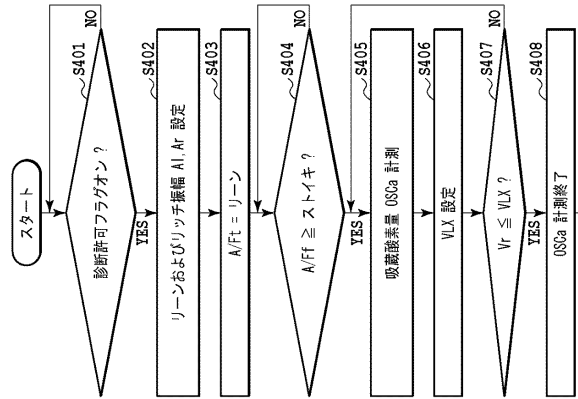 スタート
S401
診断許可フラグオン ?
NO
YES
S402
リーンおよびリッチ振幅 Al,Ar 設定
S403
A/Ft = リーン
S404
A/Ff ≧ ストイキ ?
NO
YES
S405
吸蔵酸素量 OSCa 計測
S406
VLX 設定
S407
Vr ≦ VLX ?
NO
YES
S408
OSCa 計測終了